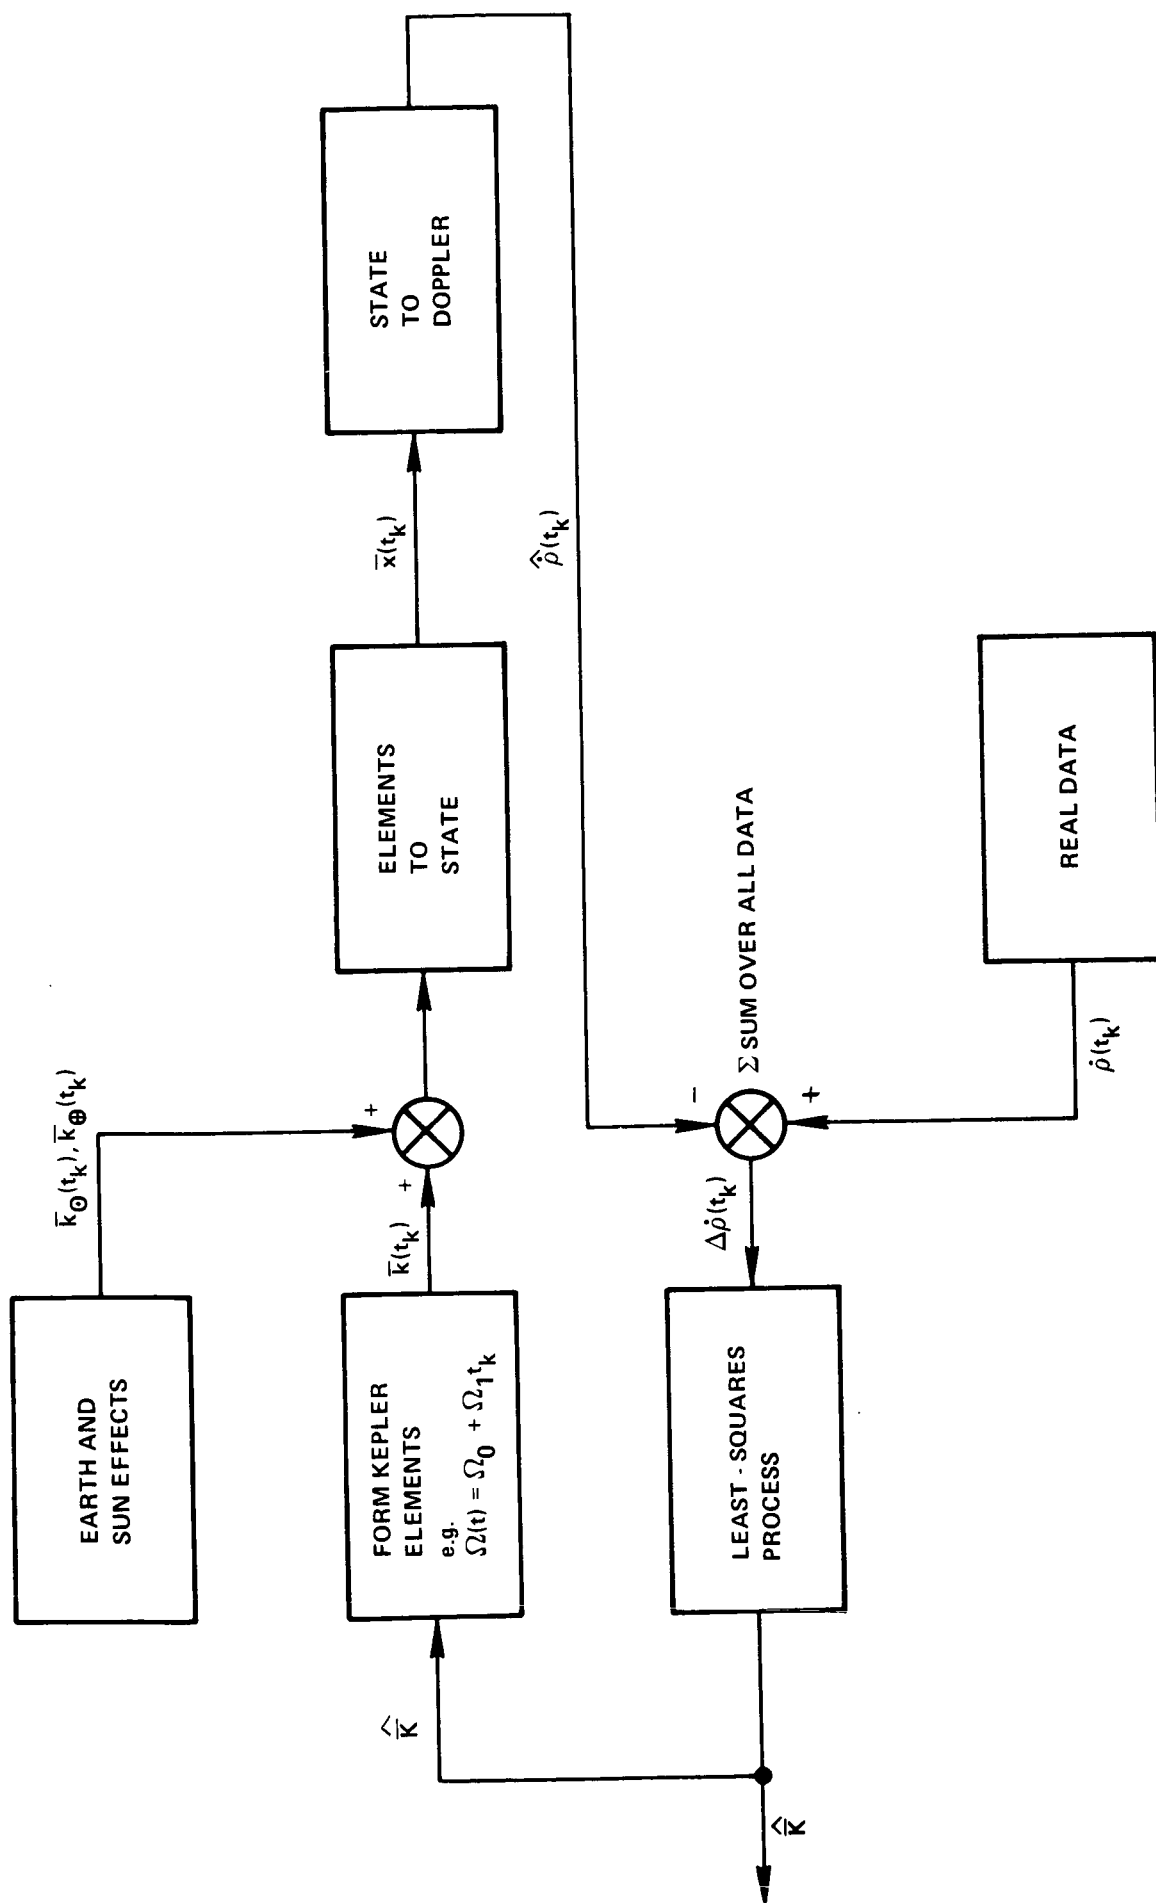 EARTH AND
SUN EFFECTS
k̅☉(tₖ), k̅⊕(tₖ)
+
FORM KEPLER
ELEMENTS
e.g.
Ω(t) = Ω₀ + Ω₁tₖ
k̅(tₖ)
+
ELEMENTS
TO
STATE
x̅(tₖ)
STATE
TO
DOPPLER
K̅̂
ρ̇̂(tₖ)
LEAST - SQUARES
PROCESS
Δρ̇(tₖ)
−
Σ SUM OVER ALL DATA
+
K̅̂
ρ̇(tₖ)
REAL DATA